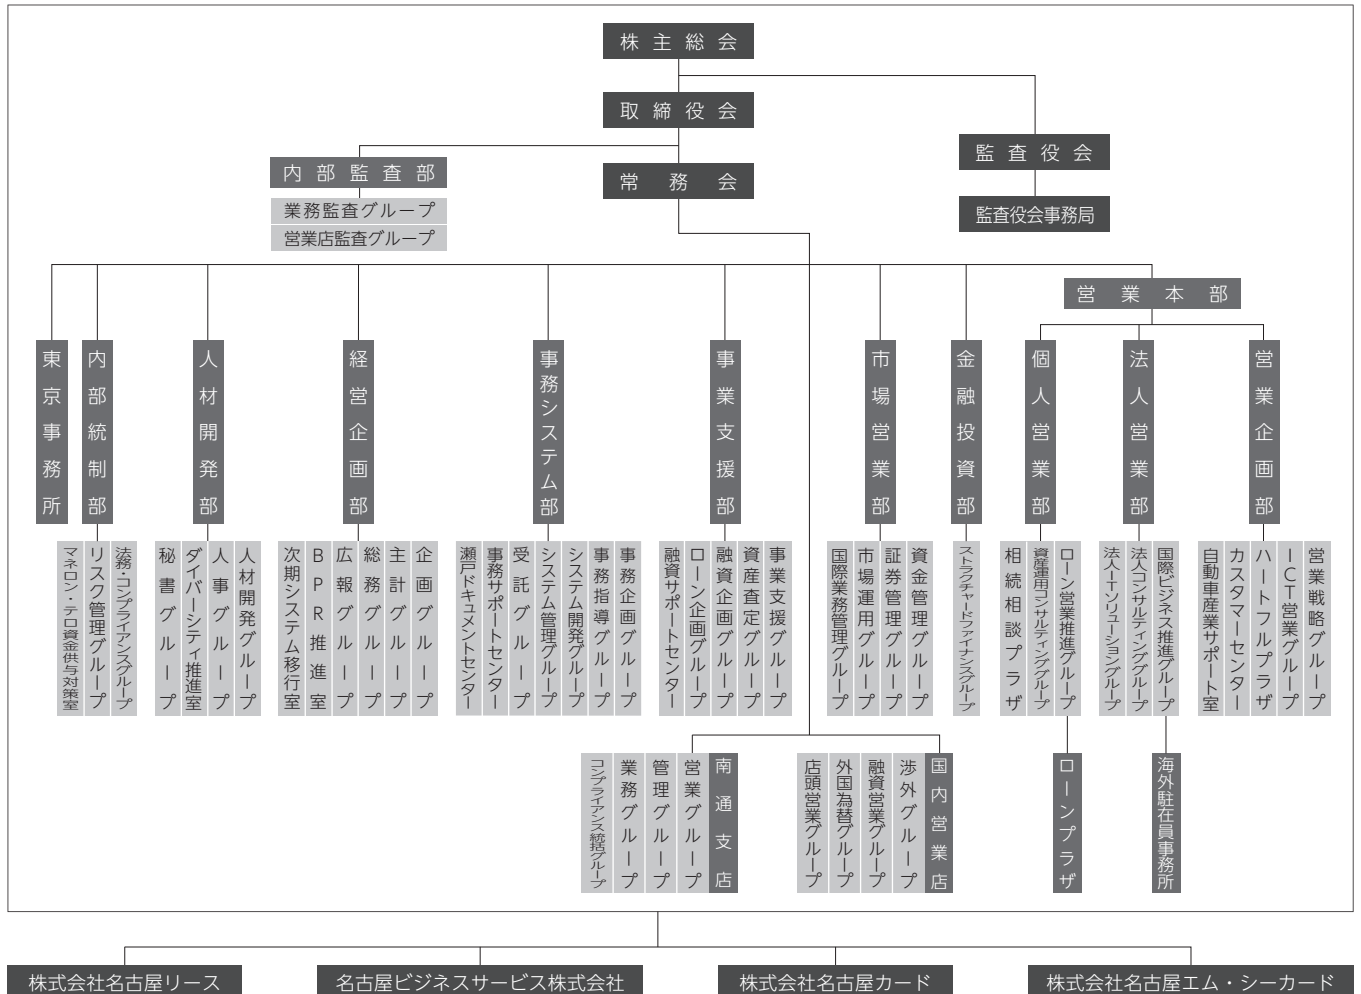 株主総会
取締役会
監査役会
内部監査部
常務会
業務監査グループ
営業店監査グループ
監査役会事務局
営業本部
東京事務所
内部統制部
人材開発部
経営企画部
事務システム部
事業支援部
市場営業部
金融投資部
個人営業部
法人営業部
営業企画部
マネロン・テロ資金供与対策室
リスク管理グループ
法務・コンプライアンスグループ
秘書グループ
ダイバーシティ推進室
人事グループ
人材開発グループ
次期システム移行室
BPR推進室
広報グループ
総務グループ
主計グループ
企画グループ
瀬戸ドキュメントセンター
事務サポートセンター
受託グループ
システム管理グループ
システム開発グループ
事務指導グループ
事務企画グループ
融資サポートセンター
ローン企画グループ
融資企画グループ
資産査定グループ
事業支援グループ
国際業務管理グループ
市場運用グループ
証券管理グループ
資金管理グループ
ストラクチャードファイナンスグループ
相続相談プラザ
資産運用コンサルティンググループ
ローン営業推進グループ
法人ITソリューショングループ
法人コンサルティンググループ
国際ビジネス推進グループ
自動車産業サポート室
カスタマーセンター
ハートフルプラザ
ICT営業グループ
営業戦略グループ
コンプライアンス統括グループ
業務グループ
管理グループ
営業グループ
南通支店
店頭営業グループ
外国為替グループ
融資営業グループ
渉外グループ
国内営業店
ローンプラザ
海外駐在員事務所
株式会社名古屋リース
名古屋ビジネスサービス株式会社
株式会社名古屋カード
株式会社名古屋エム・シーカード